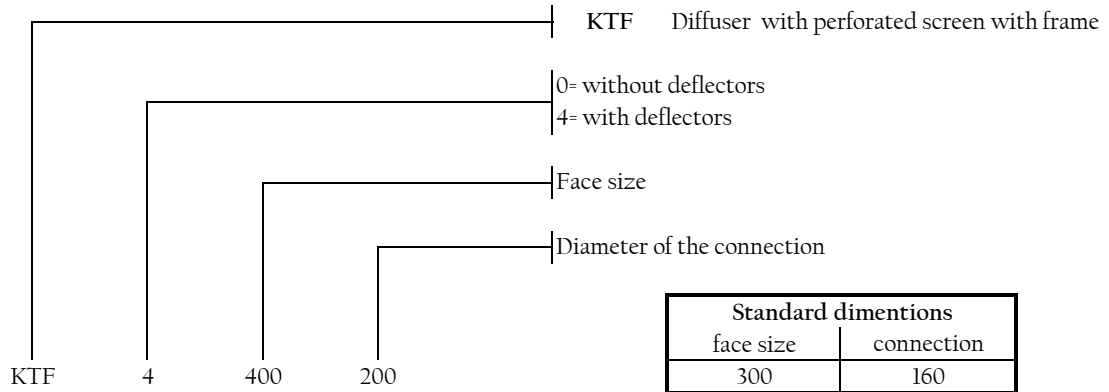 KTF Diffuser with perforated screen with frame
0= without deflectors
4= with deflectors
Face size
Diameter of the connection
Standard dimentions
face size connection
KTF 4 400 200
300 160